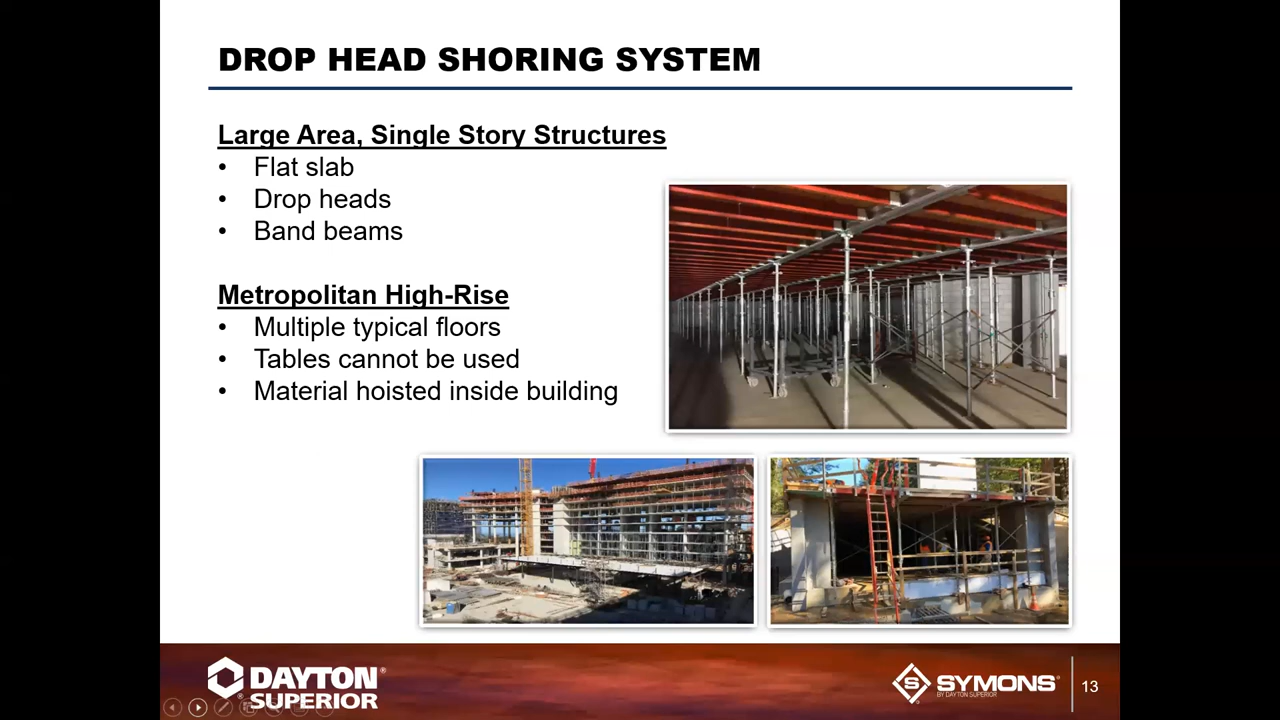 DROP HEAD SHORING SYSTEM
Large Area, Single Story Structures
• Flat slab
• Drop heads
• Band beams
Metropolitan High-Rise
• Multiple typical floors
• Tables cannot be used
• Material hoisted inside building
DAYTON
SUPERIOR®
SYMONS®
BY DAYTON SUPERIOR
13